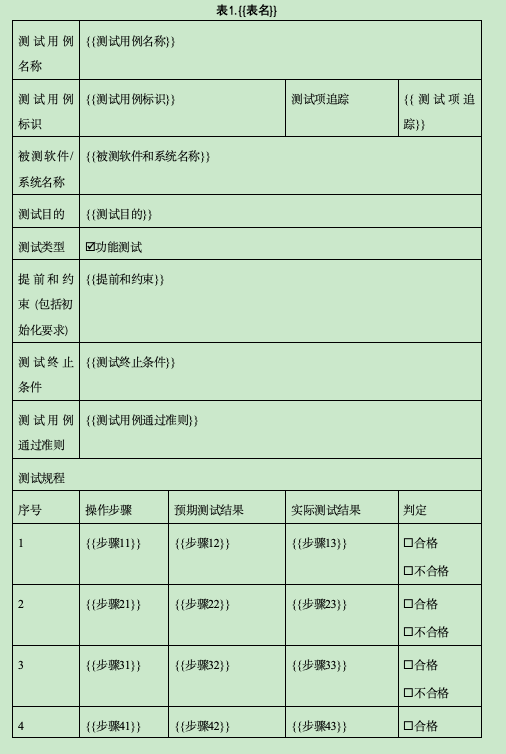 表1.{{表名}}
测试用例 {{测试用例名称}}
名称
测试用例 {{测试用例标识}} 测试项追踪 {{测试项追
标识 踪}}
被测软件/ {{被测软件和系统名称}}
系统名称
测试目的 {{测试目的}}
测试类型 ☑功能测试
提前和约 {{提前和约束}}
束 (包括初
始化要求)
测试终止 {{测试终止条件}}
条件
测试用例 {{测试用例通过准则}}
通过准则
测试规程
序号 操作步骤 预期测试结果 实际测试结果 判定
1 {{步骤11}} {{步骤12}} {{步骤13}} □合格
□不合格
2 {{步骤21}} {{步骤22}} {{步骤23}} □合格
□不合格
3 {{步骤31}} {{步骤32}} {{步骤33}} □合格
□不合格
4 {{步骤41}} {{步骤42}} {{步骤43}} □合格